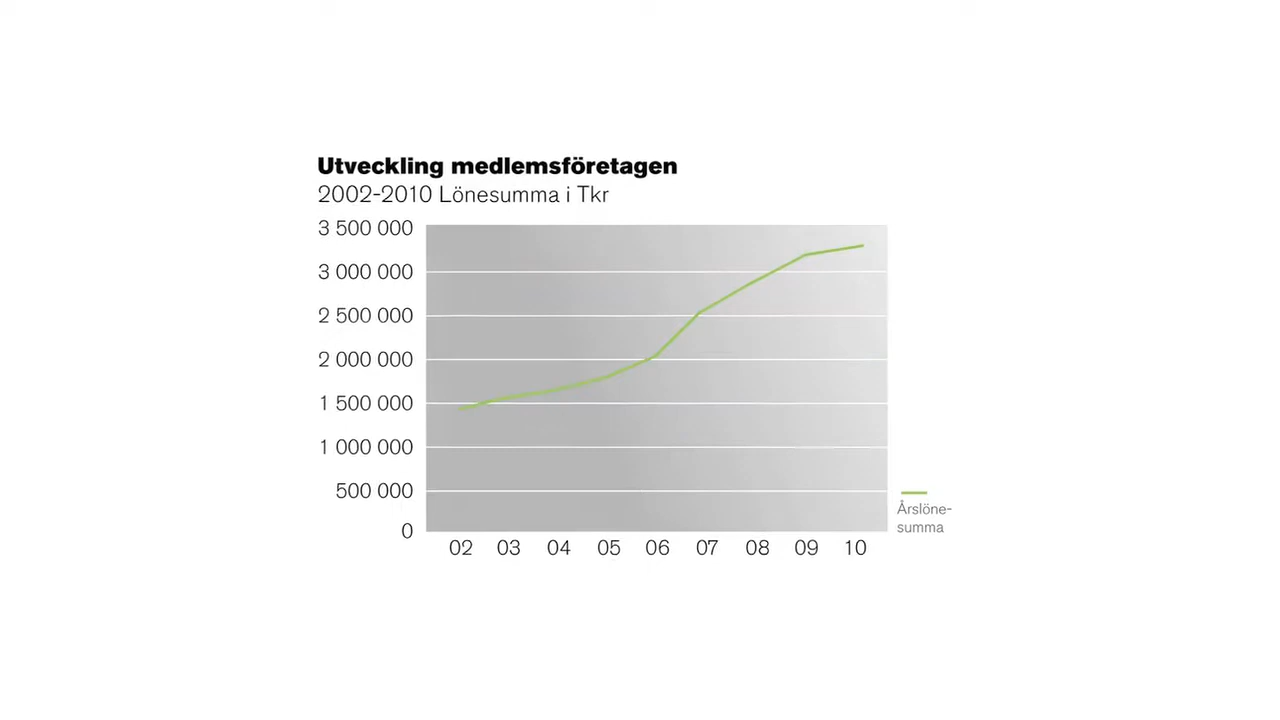 Utveckling medlemsföretagen
2002-2010 Lönesumma i Tkr
3 500 000
3 000 000
2 500 000
2 000 000
1 500 000
1 000 000
500 000
0
02 03 04 05 06 07 08 09 10
Årslöne-
summa